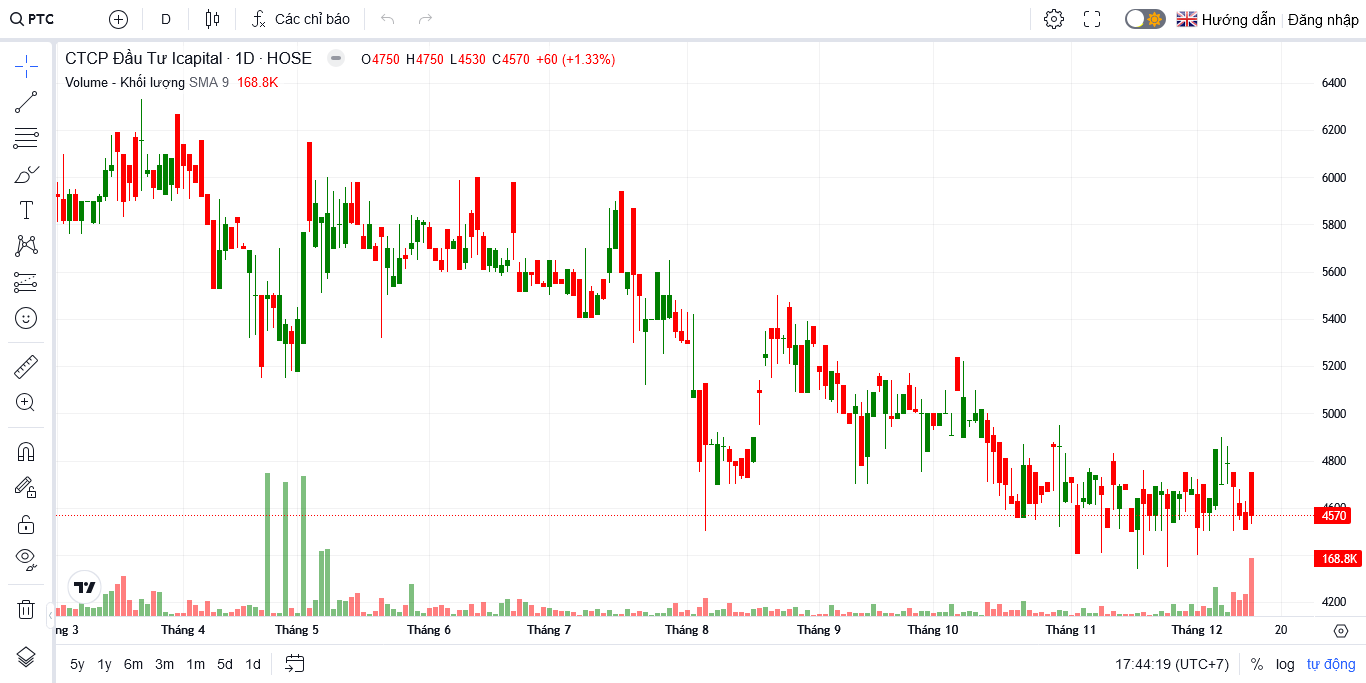 PTC
D
Các chỉ báo
Hướng dẫn
Đăng nhập
CTCP Đầu Tư Icapital · 1D · HOSE
O4750 H4750 L4530 C4570 +60 (+1.33%)
Volume - Khối lượng SMA 9 168.8K
6400
6200
6000
5800
5600
5400
5200
5000
4800
4600
4570
168.8K
4200
ng 3
Tháng 4
Tháng 5
Tháng 6
Tháng 7
Tháng 8
Tháng 9
Tháng 10
Tháng 11
Tháng 12
20
5y 1y 6m 3m 1m 5d 1d
17:44:19 (UTC+7)
% log tự động